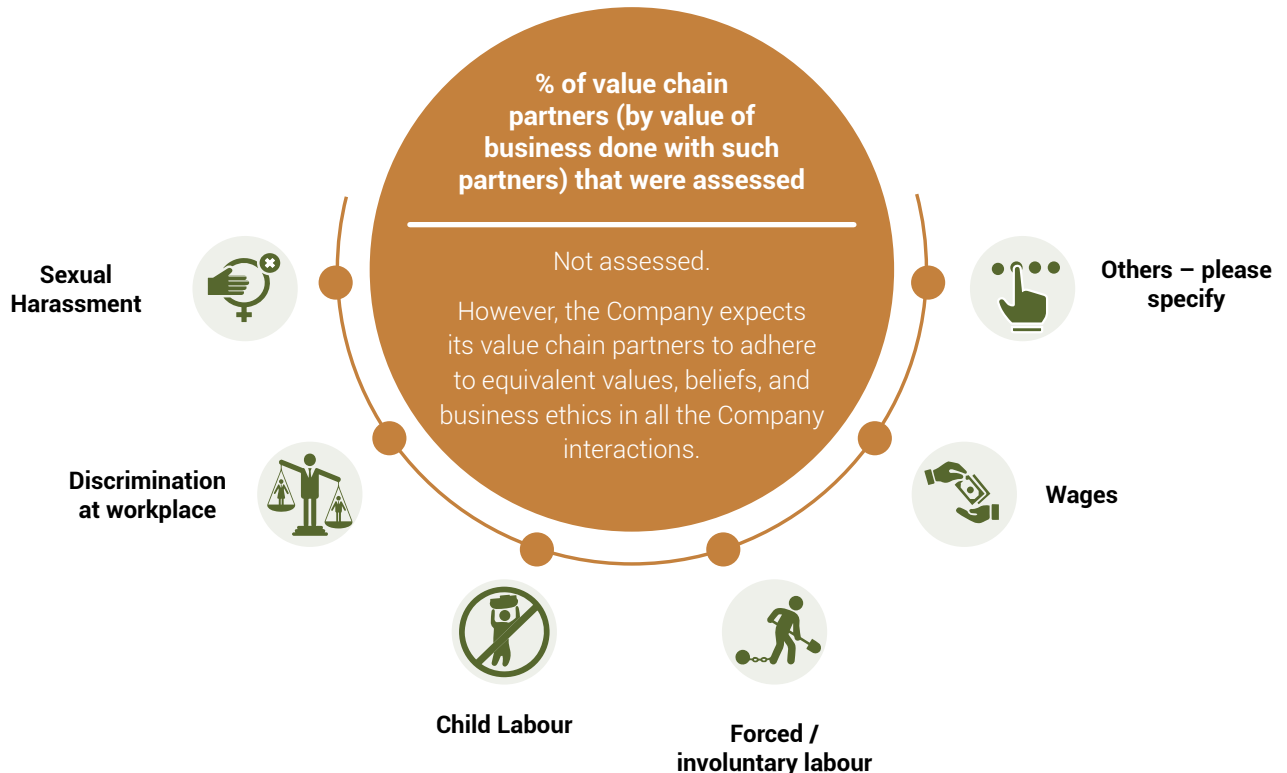 % of value chain
partners (by value of
business done with such
partners) that were assessed
Not assessed.
However, the Company expects
its value chain partners to adhere
to equivalent values, beliefs, and
business ethics in all the Company
interactions.
Sexual
Harassment
Discrimination
at workplace
Child Labour
Forced /
involuntary labour
Wages
Others – please
specify